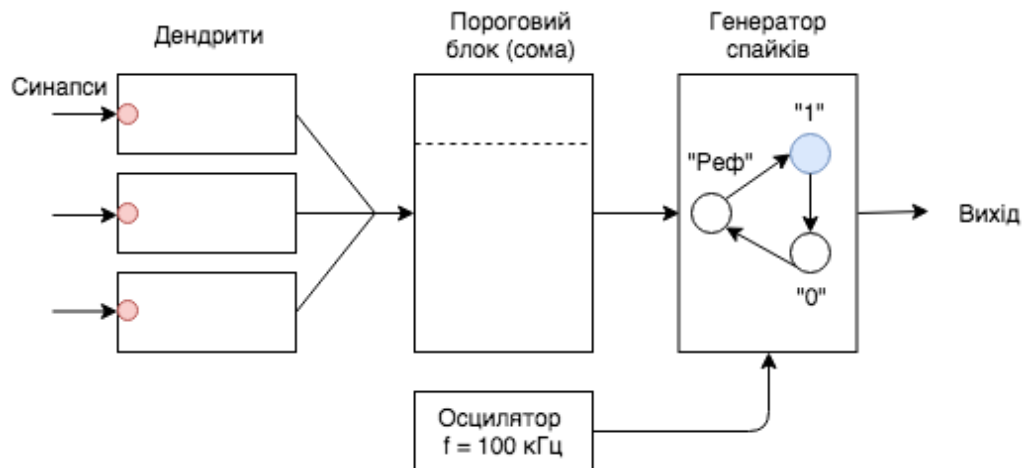 Дендрити
Пороговий
блок (сома)
Генератор
спайків
Синапси
"1"
"Реф"
"0"
Вихід
Осцилятор
f = 100 кГц